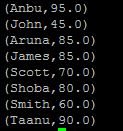 (Anbu,95.0)
(John,45.0)
(Aruna,85.0)
(James,85.0)
(Scott,70.0)
(Shoba,80.0)
(Smith,60.0)
(Taanu,90.0)